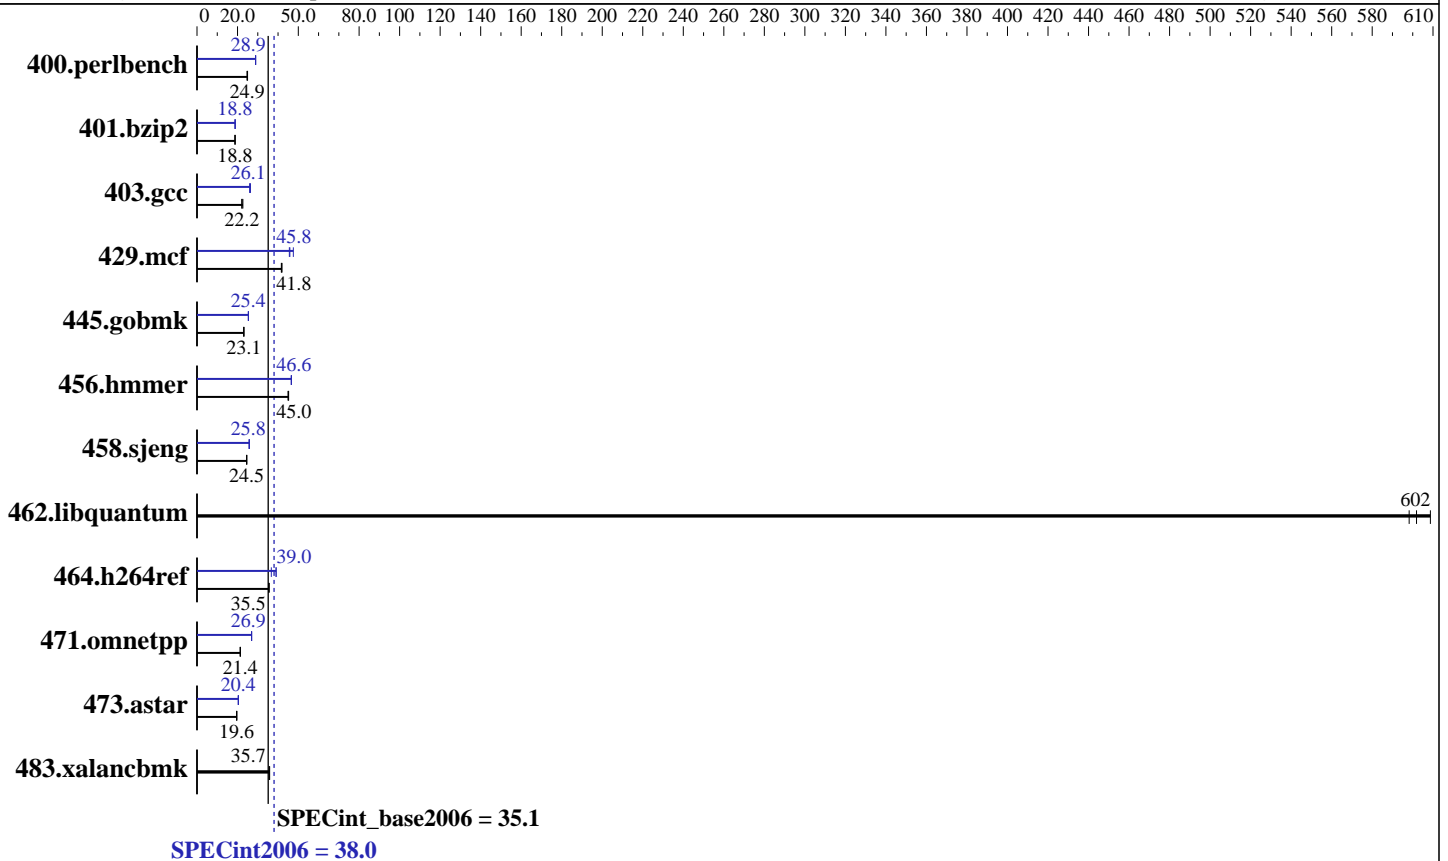 0 20.0 50.0 80.0 100 120 140 160 180 200 220 240 260 280 300 320 340 360 380 400 420 440 460 480 500 520 540 560 580 610
28.9
400.perlbench
24.9
18.8
401.bzip2
18.8
26.1
403.gcc
22.2
45.8
429.mcf
41.8
25.4
445.gobmk
23.1
46.6
456.hmmer
45.0
25.8
458.sjeng
24.5
602
462.libquantum
39.0
464.h264ref
35.5
26.9
471.omnetpp
21.4
20.4
473.astar
19.6
35.7
483.xalancbmk
SPECint_base2006 = 35.1
SPECint2006 = 38.0